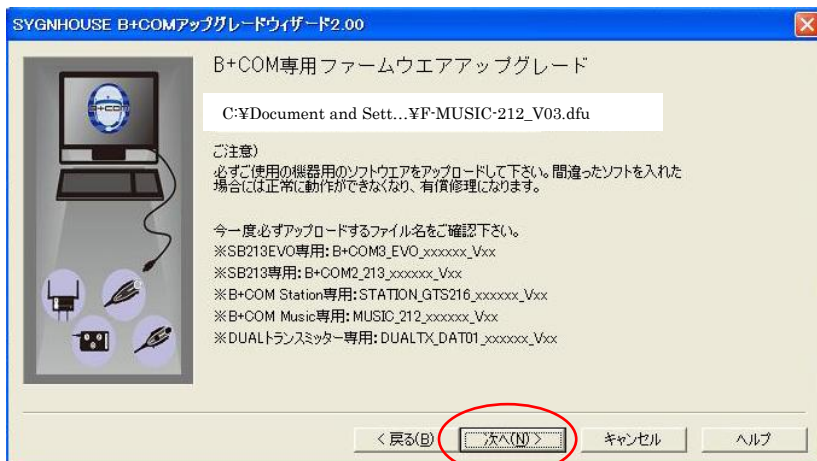 SYGNHOUSE B+COMアップグレードウィザード2.00
B+COM
B+COM専用ファームウエアアップグレード
C:¥Document and Sett…¥F-MUSIC-212_V03.dfu
ご注意)
必ずご使用の機器用のソフトウエアをアップロードして下さい。間違ったソフトを入れた
場合には正常に動作ができなくなり、有償修理になります。
今一度必ずアップロードするファイル名をご確認下さい。
※SB213EVO専用：B+COM3_EVO_xxxxxx_Vxx
※SB213専用：B+COM2_213_xxxxxx_Vxx
※B+COM Station専用：STATION_GTS216_xxxxxx_Vxx
※B+COM Music専用：MUSIC_212_xxxxxx_Vxx
※DUALトランスミッター専用：DUALTX_DAT01_xxxxxx_Vxx
< 戻る(B) 次へ(N) > キャンセル ヘルプ